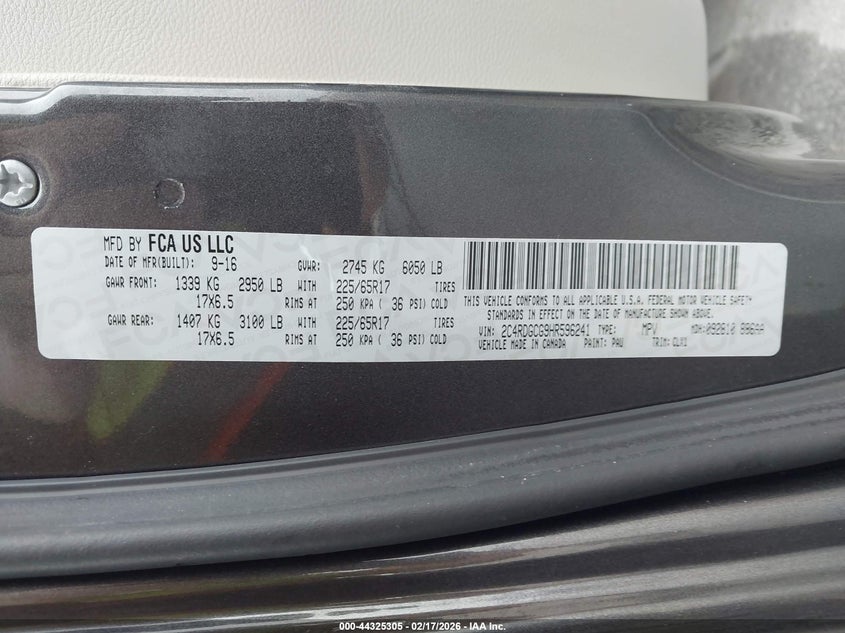 MFD BY FCA US LLC
DATE OF MFR(BUILT): 9-16 GVWR: 2745 KG 6050 LB
GAWR FRONT: 1339 KG 2950 LB WITH 225/65R17 TIRES
17X6.5 RIMS AT 250 KPA ( 36 PSI) COLD
GAWR REAR: 1407 KG 3100 LB WITH 225/65R17 TIRES
17X6.5 RIMS AT 250 KPA ( 36 PSI) COLD
THIS VEHICLE CONFORMS TO ALL APPLICABLE U.S.A. FEDERAL MOTOR VEHICLE SAFETY
STANDARDS IN EFFECT ON THE DATE OF MANUFACTURE SHOWN ABOVE.
VIN: 2C4RDGCG9HR596241 TYPE: MPV MDH: 092810
VEHICLE MADE IN CANADA PAINT: PAU TRIM:
000-44325305 - 02/17/2026 - IAA Inc.